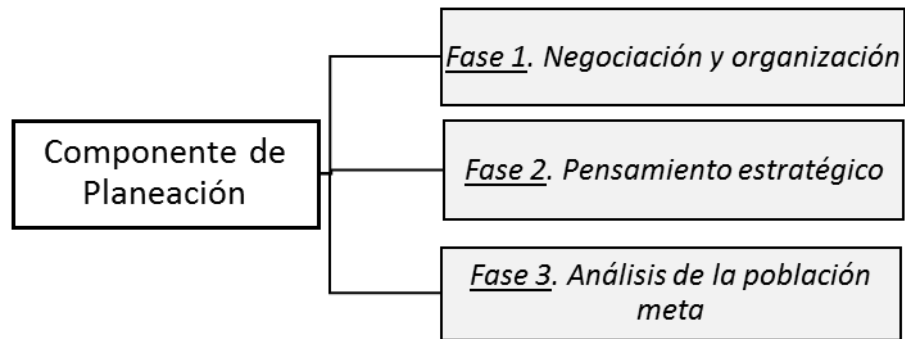 Fase 1. Negociación y organización
Componente de
Planeación
Fase 2. Pensamiento estratégico
Fase 3. Análisis de la población
meta